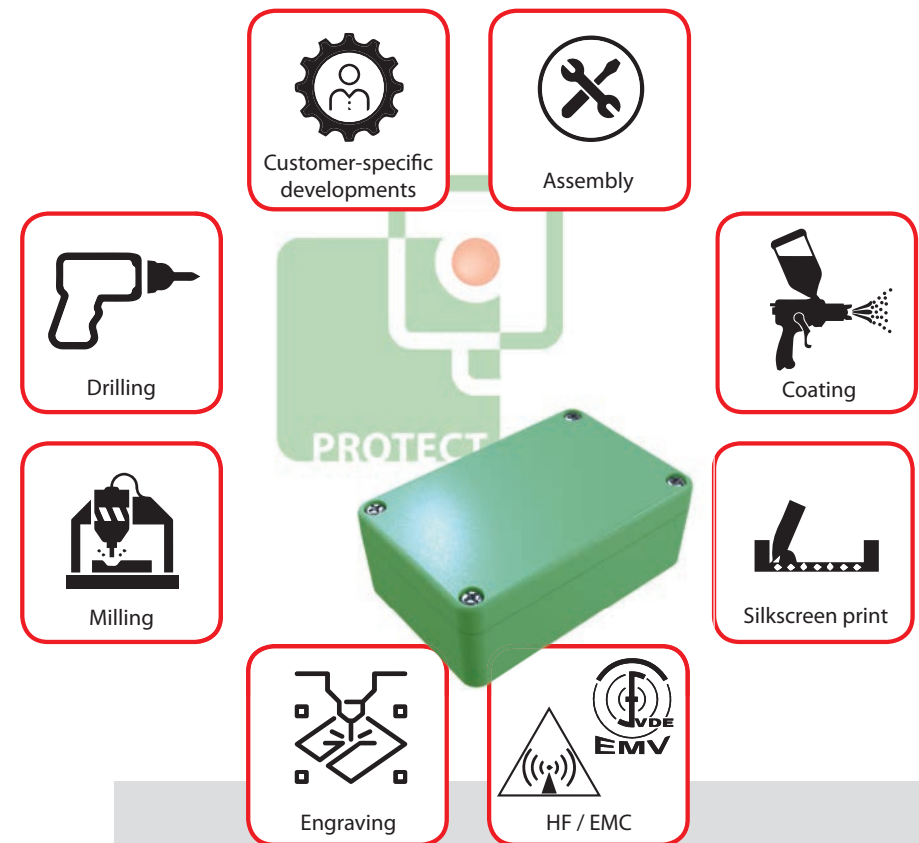 Customer-specific
developments
Assembly
Drilling
Coating
PROTECT
Milling
Silkscreen print
VDE
EMV
Engraving
HF / EMC